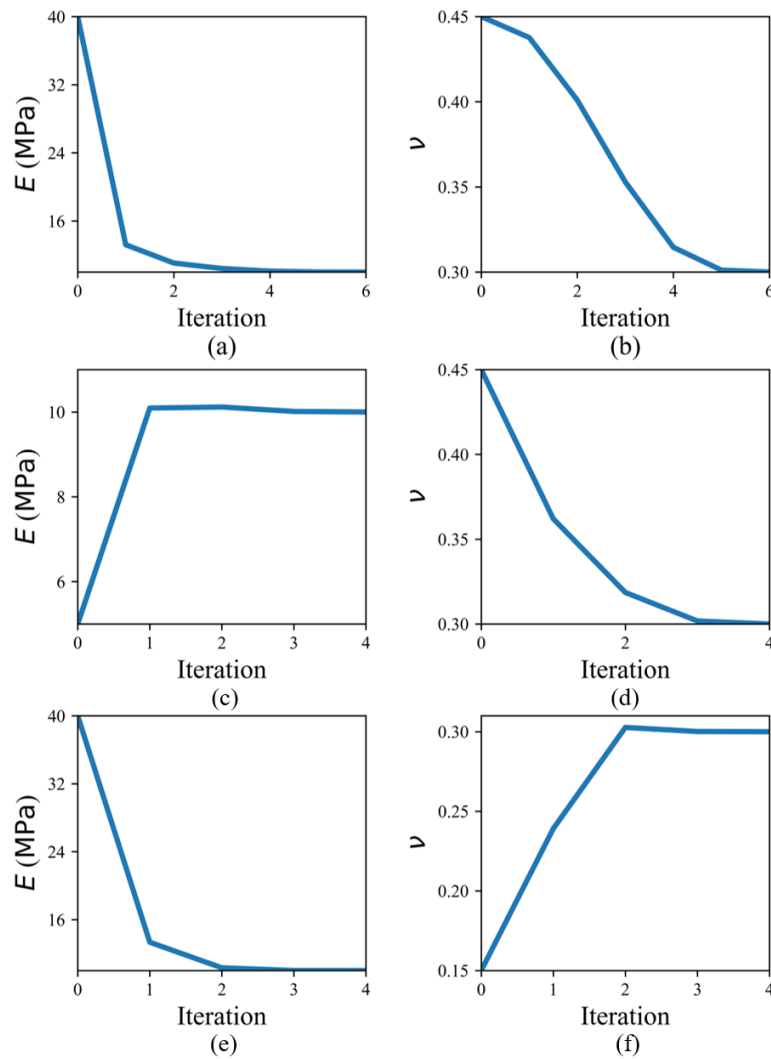 40
32
24
16
E (MPa)
0 2 4 6
Iteration
(a)
0.45
0.40
0.35
0.30
ν
0 2 4 6
Iteration
(b)
10
8
6
E (MPa)
0 1 2 3 4
Iteration
(c)
0.45
0.40
0.35
0.30
ν
0 2 4
Iteration
(d)
40
32
24
16
E (MPa)
0 1 2 3 4
Iteration
(e)
0.30
0.25
0.20
0.15
ν
0 1 2 3 4
Iteration
(f)